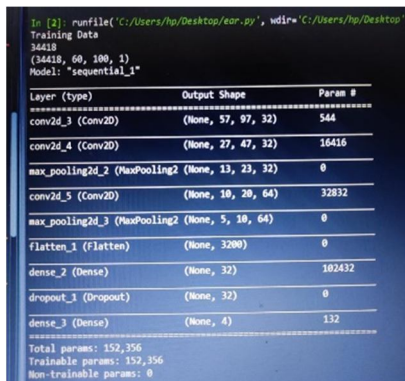 In [2]: runfile('C:/Users/hp/Desktop/ear.py', wdir='C:/Users/hp/Desktop'
Training Data
34418
(34418, 60, 100, 1)
Model: "sequential_1"
Layer (type) Output Shape Param #
conv2d_3 (Conv2D) (None, 57, 97, 32) 544
conv2d_4 (Conv2D) (None, 27, 47, 32) 16416
max_pooling2d_2 (MaxPooling2 (None, 13, 23, 32) 0
conv2d_5 (Conv2D) (None, 10, 20, 64) 32832
max_pooling2d_3 (MaxPooling2 (None, 5, 10, 64) 0
flatten_1 (Flatten) (None, 3200) 0
dense_2 (Dense) (None, 32) 102432
dropout_1 (Dropout) (None, 32) 0
dense_3 (Dense) (None, 4) 132
Total params: 152,356
Trainable params: 152,356
Non-trainable params: 0